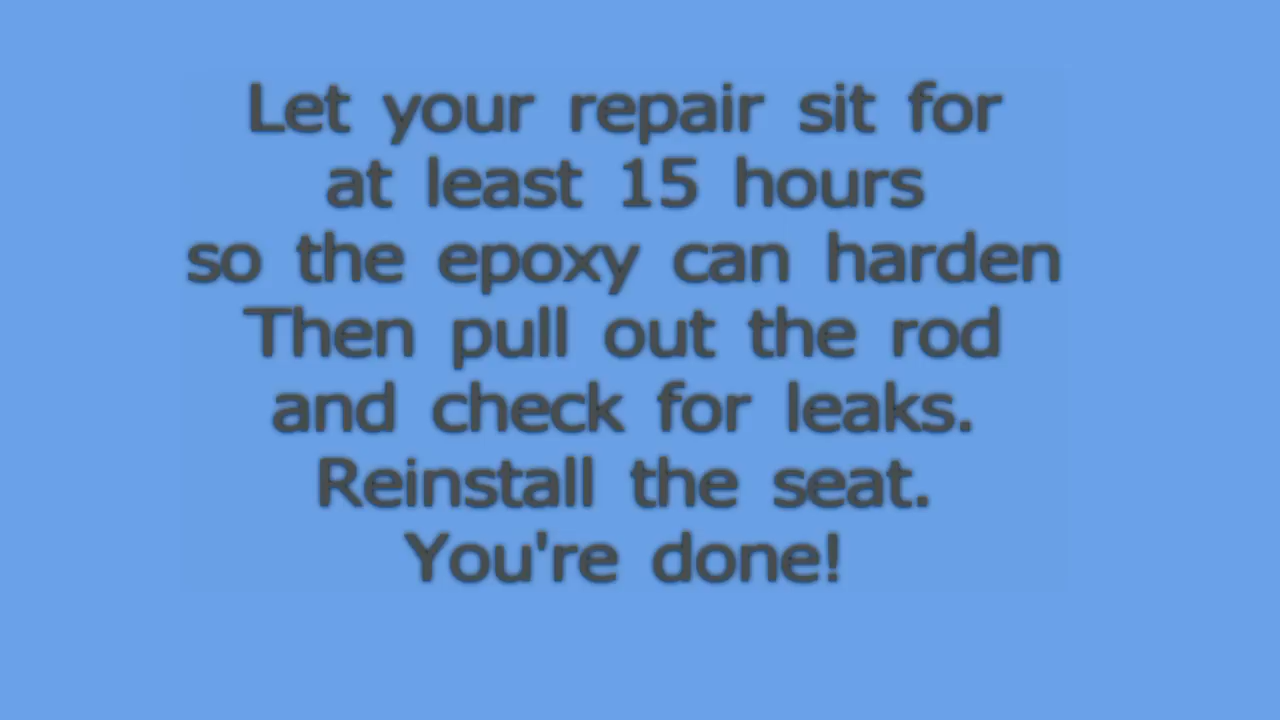 Let your repair sit for
at least 15 hours
so the epoxy can harden
Then pull out the rod
and check for leaks.
Reinstall the seat.
You're done!